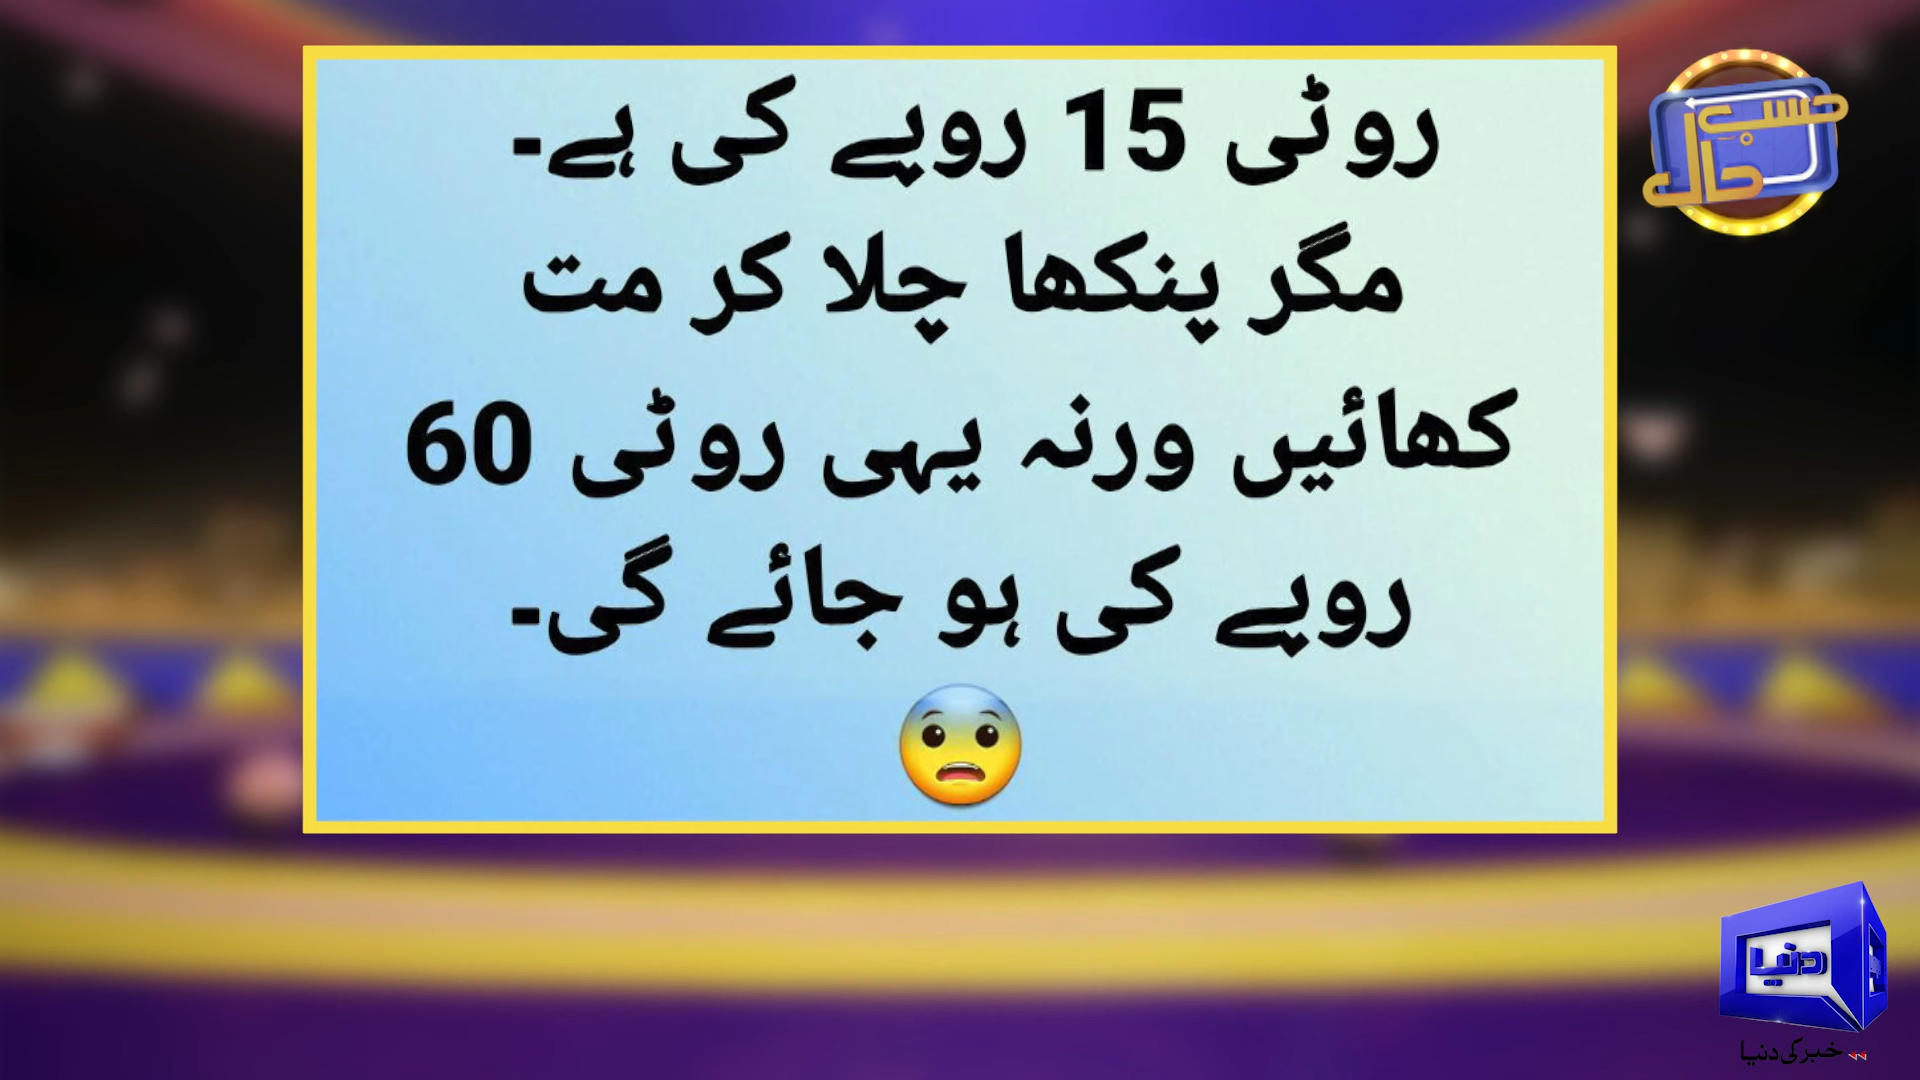 روٹی 15 روپے کی ہے۔
مگر پنکھا چلا کر مت
کھائیں ورنہ یہی روٹی 60
روپے کی ہو جائے گی۔
حسب حال
دنیا
خبر کی دنیا